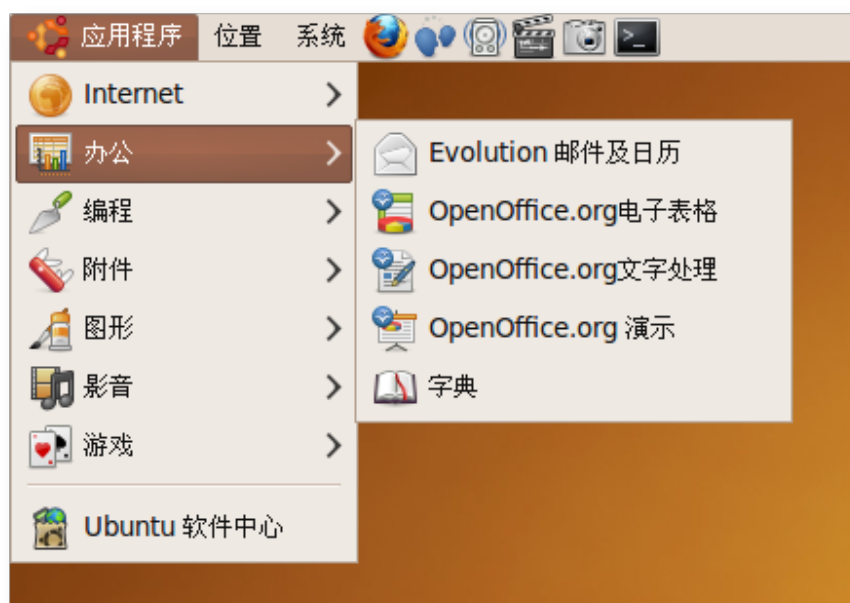 应用程序 位置 系统
Internet
办公
编程
附件
图形
影音
游戏
Ubuntu 软件中心
Evolution 邮件及日历
OpenOffice.org电子表格
OpenOffice.org文字处理
OpenOffice.org 演示
字典